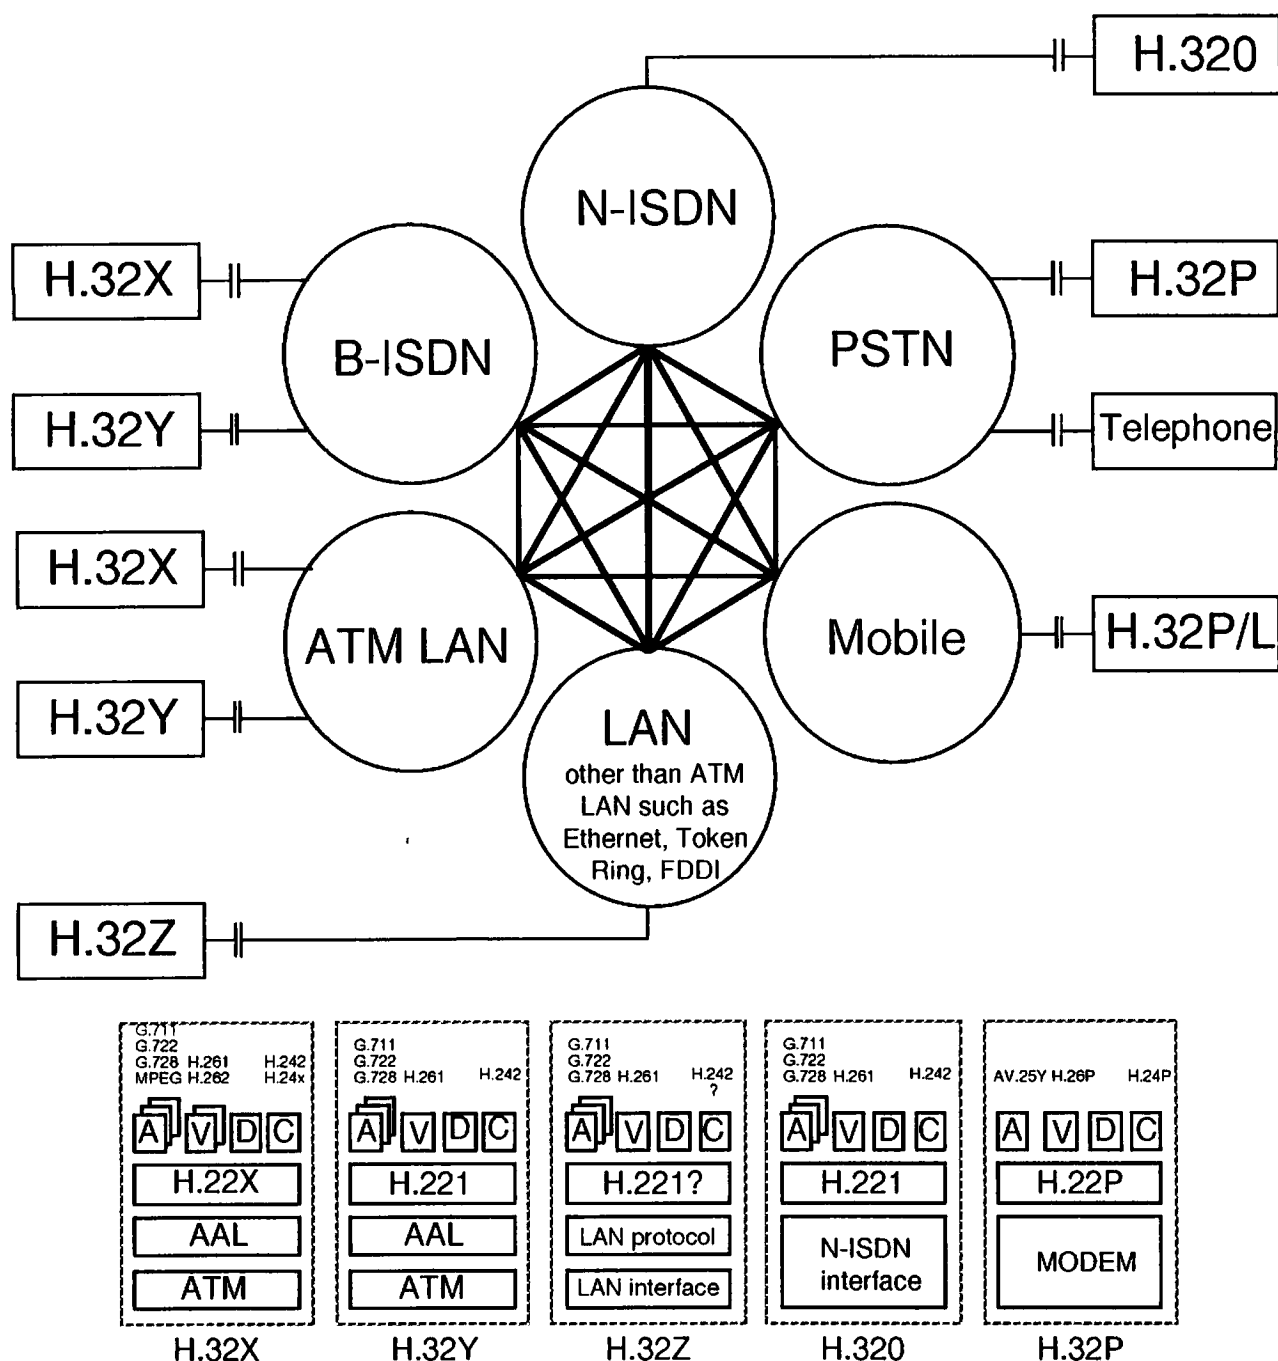 H.320
N-ISDN
H.32X
B-ISDN
PSTN
H.32P
H.32Y
Telephone
H.32X
ATM LAN
Mobile
H.32P/L
H.32Y
LAN
other than ATM
LAN such as
Ethernet, Token
Ring, FDDI
H.32Z
G.711
G.722
G.728 H.261 H.242
MPEG H.262 H.24x
A V D C
H.22X
AAL
ATM
H.32X
G.711
G.722
G.728 H.261 H.242
A V D C
H.221
AAL
ATM
H.32Y
G.711
G.722
G.728 H.261 H.242
?
A V D C
H.221?
LAN protocol
LAN interface
H.32Z
G.711
G.722
G.728 H.261 H.242
A V D C
H.221
N-ISDN
interface
H.320
AV.25Y H.26P H.24P
A V D C
H.22P
MODEM
H.32P